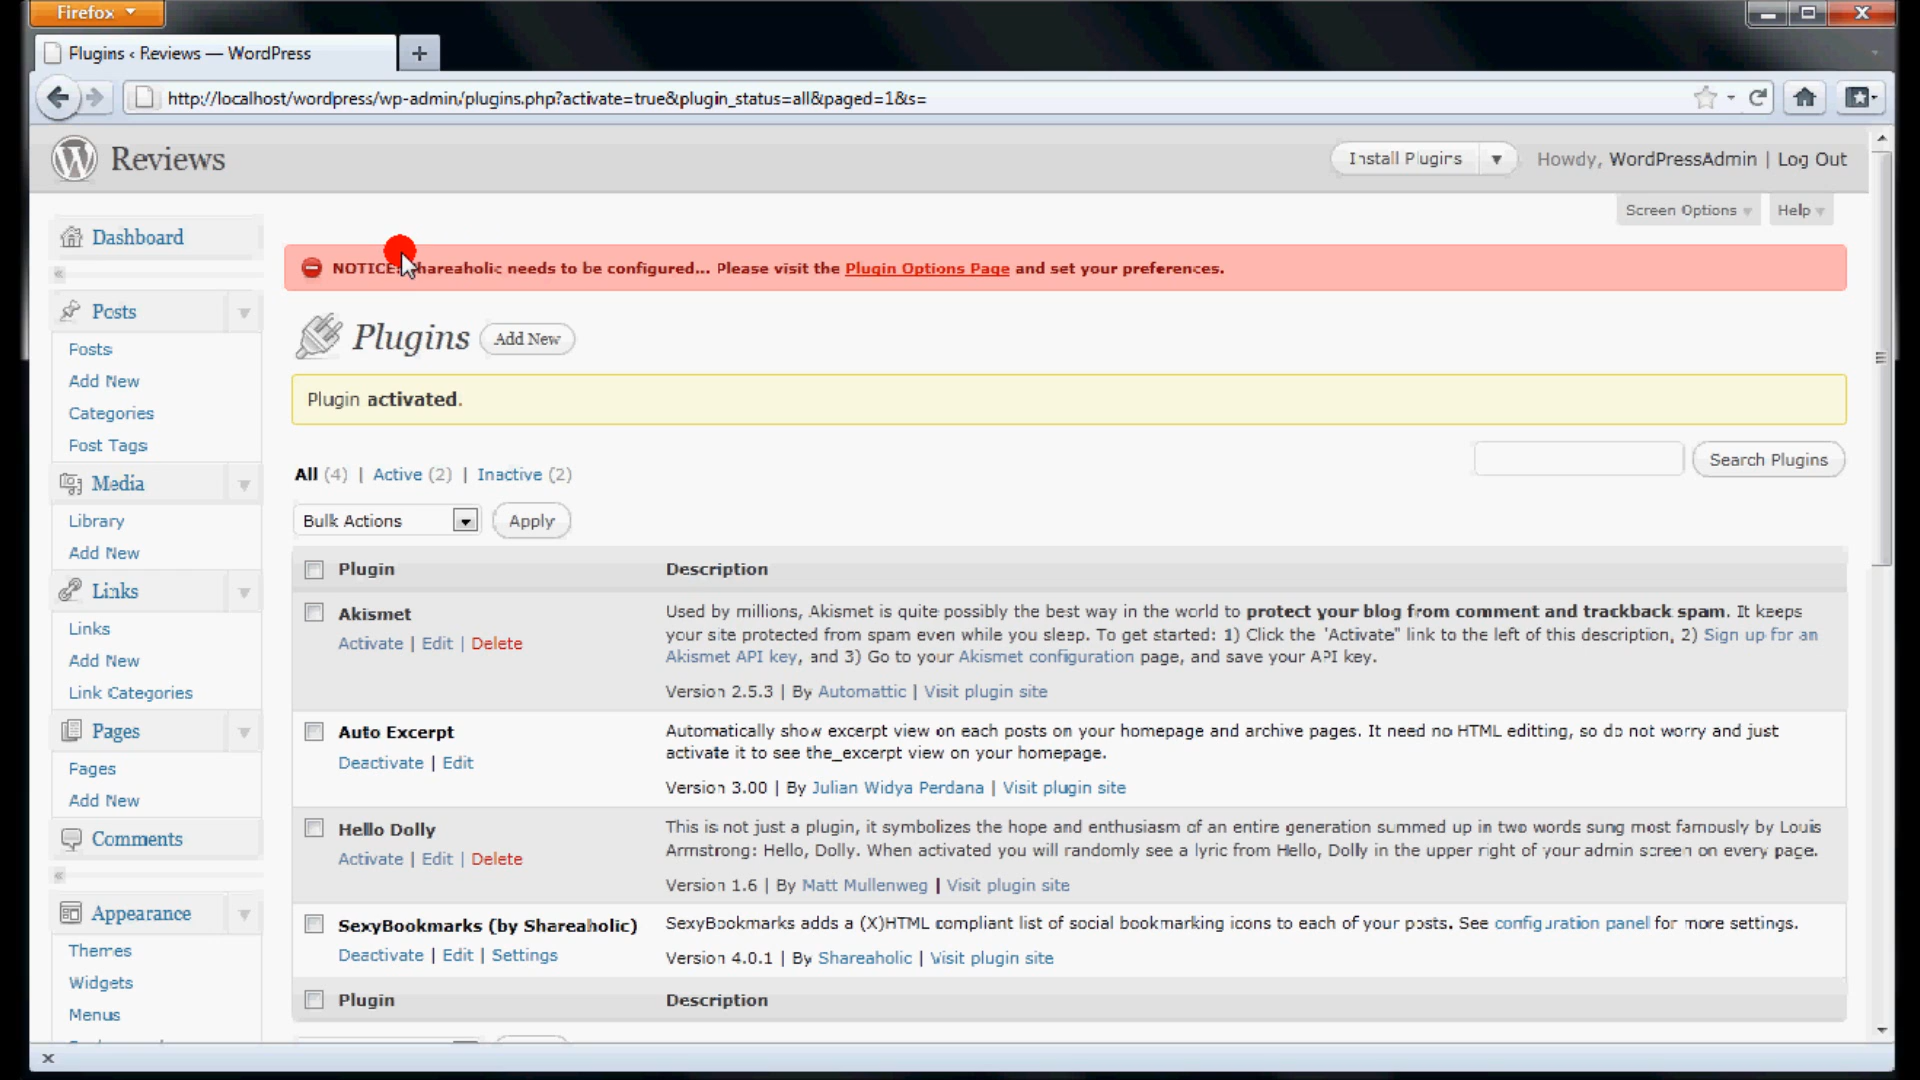 Firefox
Plugins ‹ Reviews — WordPress
http://localhost/wordpress/wp-admin/plugins.php?activate=true&plugin_status=all&paged=1&s=
Reviews
Install Plugins
Howdy, WordPressAdmin | Log Out
Screen Options
Help
Dashboard
NOTICE: Shareaholic needs to be configured... Please visit the Plugin Options Page and set your preferences.
Posts
Posts
Add New
Categories
Post Tags
Media
Library
Add New
Links
Links
Add New
Link Categories
Pages
Pages
Add New
Comments
Appearance
Themes
Widgets
Menus
Plugins
Add New
Plugin activated.
All (4) | Active (2) | Inactive (2)
Search Plugins
Bulk Actions
Apply
Plugin Description
Akismet
Activate | Edit | Delete
Used by millions, Akismet is quite possibly the best way in the world to protect your blog from comment and trackback spam. It keeps
your site protected from spam even while you sleep. To get started: 1) Click the "Activate" link to the left of this description, 2) Sign up for an
Akismet API key, and 3) Go to your Akismet configuration page, and save your API key.
Version 2.5.3 | By Automattic | Visit plugin site
Auto Excerpt
Deactivate | Edit
Automatically show excerpt view on each posts on your homepage and archive pages. It need no HTML editting, so do not worry and just
activate it to see the_excerpt view on your homepage.
Version 3.00 | By Julian Widya Perdana | Visit plugin site
Hello Dolly
Activate | Edit | Delete
This is not just a plugin, it symbolizes the hope and enthusiasm of an entire generation summed up in two words sung most famously by Louis
Armstrong: Hello, Dolly. When activated you will randomly see a lyric from Hello, Dolly in the upper right of your admin screen on every page.
Version 1.6 | By Matt Mullenweg | Visit plugin site
SexyBookmarks (by Shareaholic)
Deactivate | Edit | Settings
SexyBookmarks adds a (X)HTML compliant list of social bookmarking icons to each of your posts. See configuration panel for more settings.
Version 4.0.1 | By Shareaholic | Visit plugin site
Plugin Description